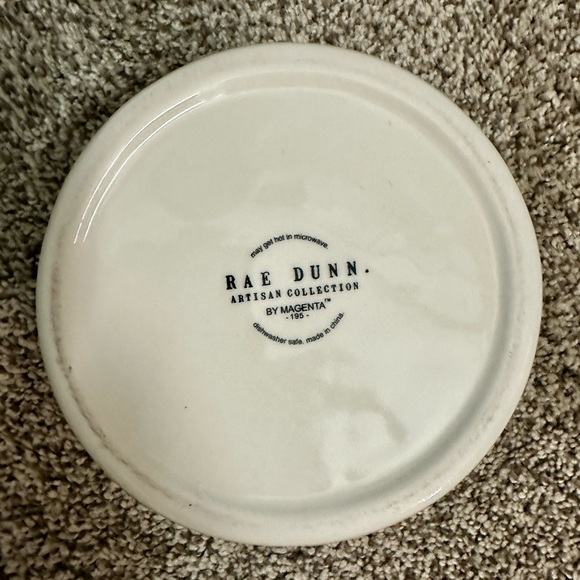 may get hot in microwave.
RAE DUNN.
ARTISAN COLLECTION
BY MAGENTA™
- 195 -
dishwasher safe. made in china.